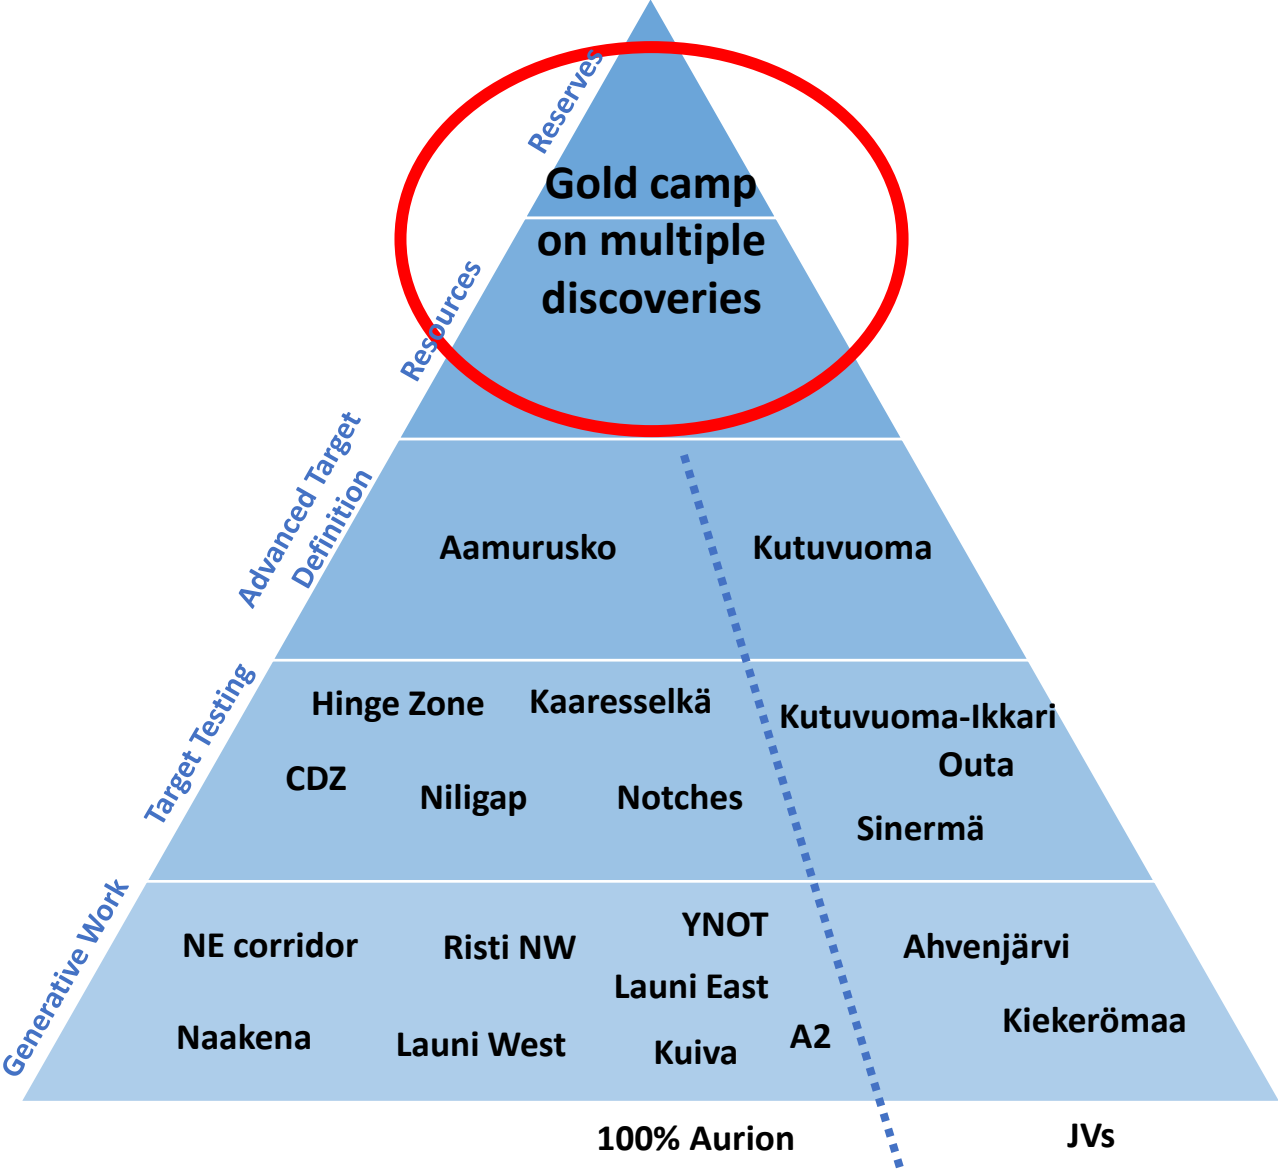 Reserves
Gold camp
on multiple
discoveries
Resources
Advanced Target
Definition
Aamurusko
Kutuvuoma
Target Testing
Hinge Zone
Kaaresselkä
Kutuvuoma-Ikkari
Outa
CDZ
Niligap
Notches
Sinermä
Generative Work
YNOT
NE corridor
Risti NW
Ahvenjärvi
Launi East
Kiekerömaa
Naakena
Launi West
Kuiva
A2
100% Aurion
JVs